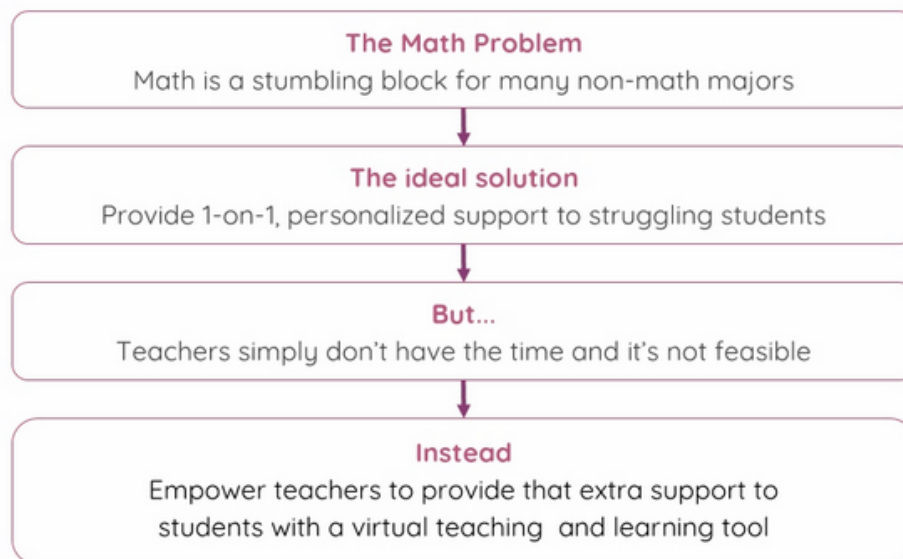 The Math Problem
Math is a stumbling block for many non-math majors
The ideal solution
Provide 1-on-1, personalized support to struggling students
But...
Teachers simply don't have the time and it's not feasible
Instead
Empower teachers to provide that extra support to
students with a virtual teaching  and learning tool